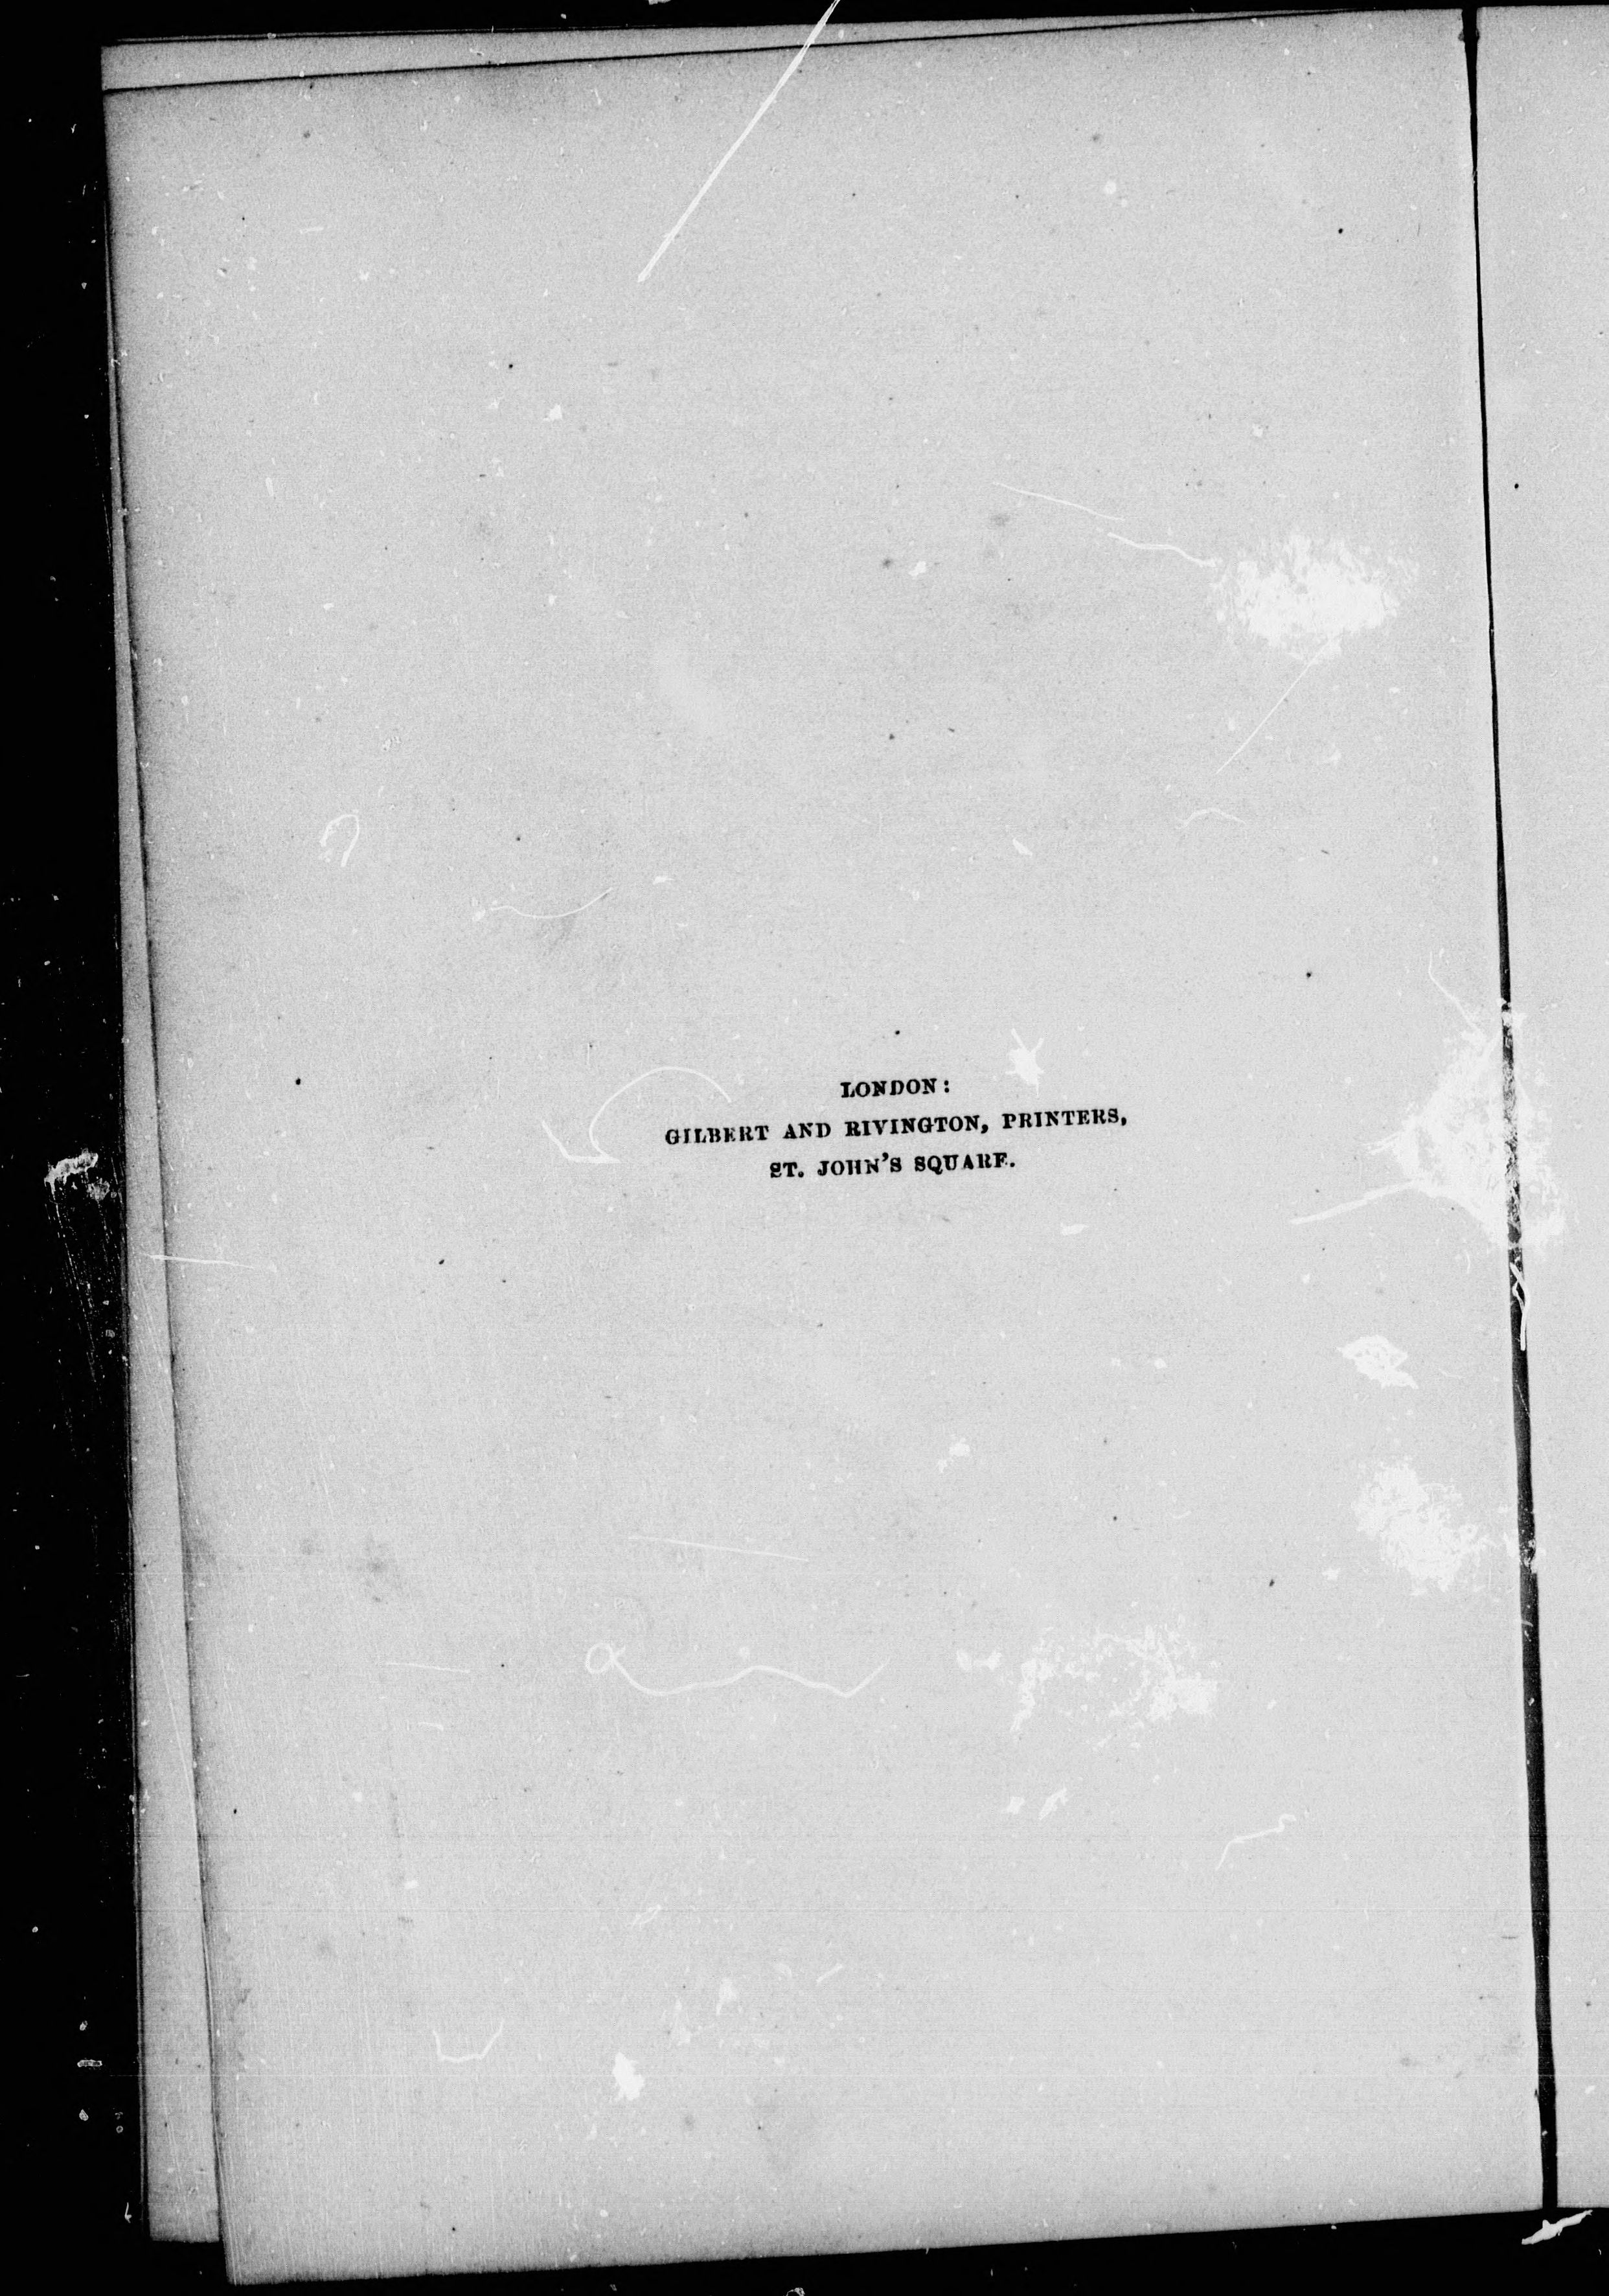 LONDON:
GILBERT AND RIVINGTON, PRINTERS,
ST. JOHN'S SQUARE.